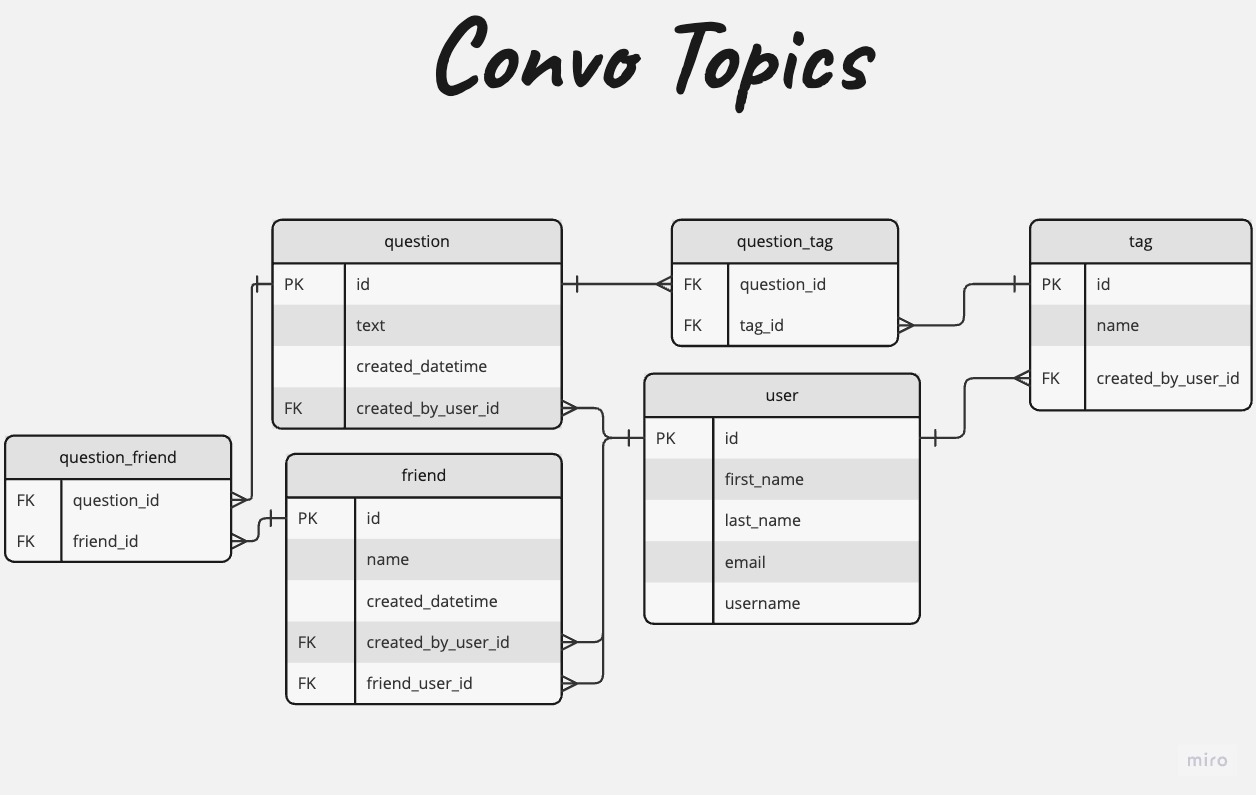 Convo Topics
question
PK id
text
created_datetime
FK created_by_user_id
question_tag
FK question_id
FK tag_id
tag
PK id
name
FK created_by_user_id
question_friend
FK question_id
FK friend_id
friend
PK id
name
created_datetime
FK created_by_user_id
FK friend_user_id
user
PK id
first_name
last_name
email
username
miro